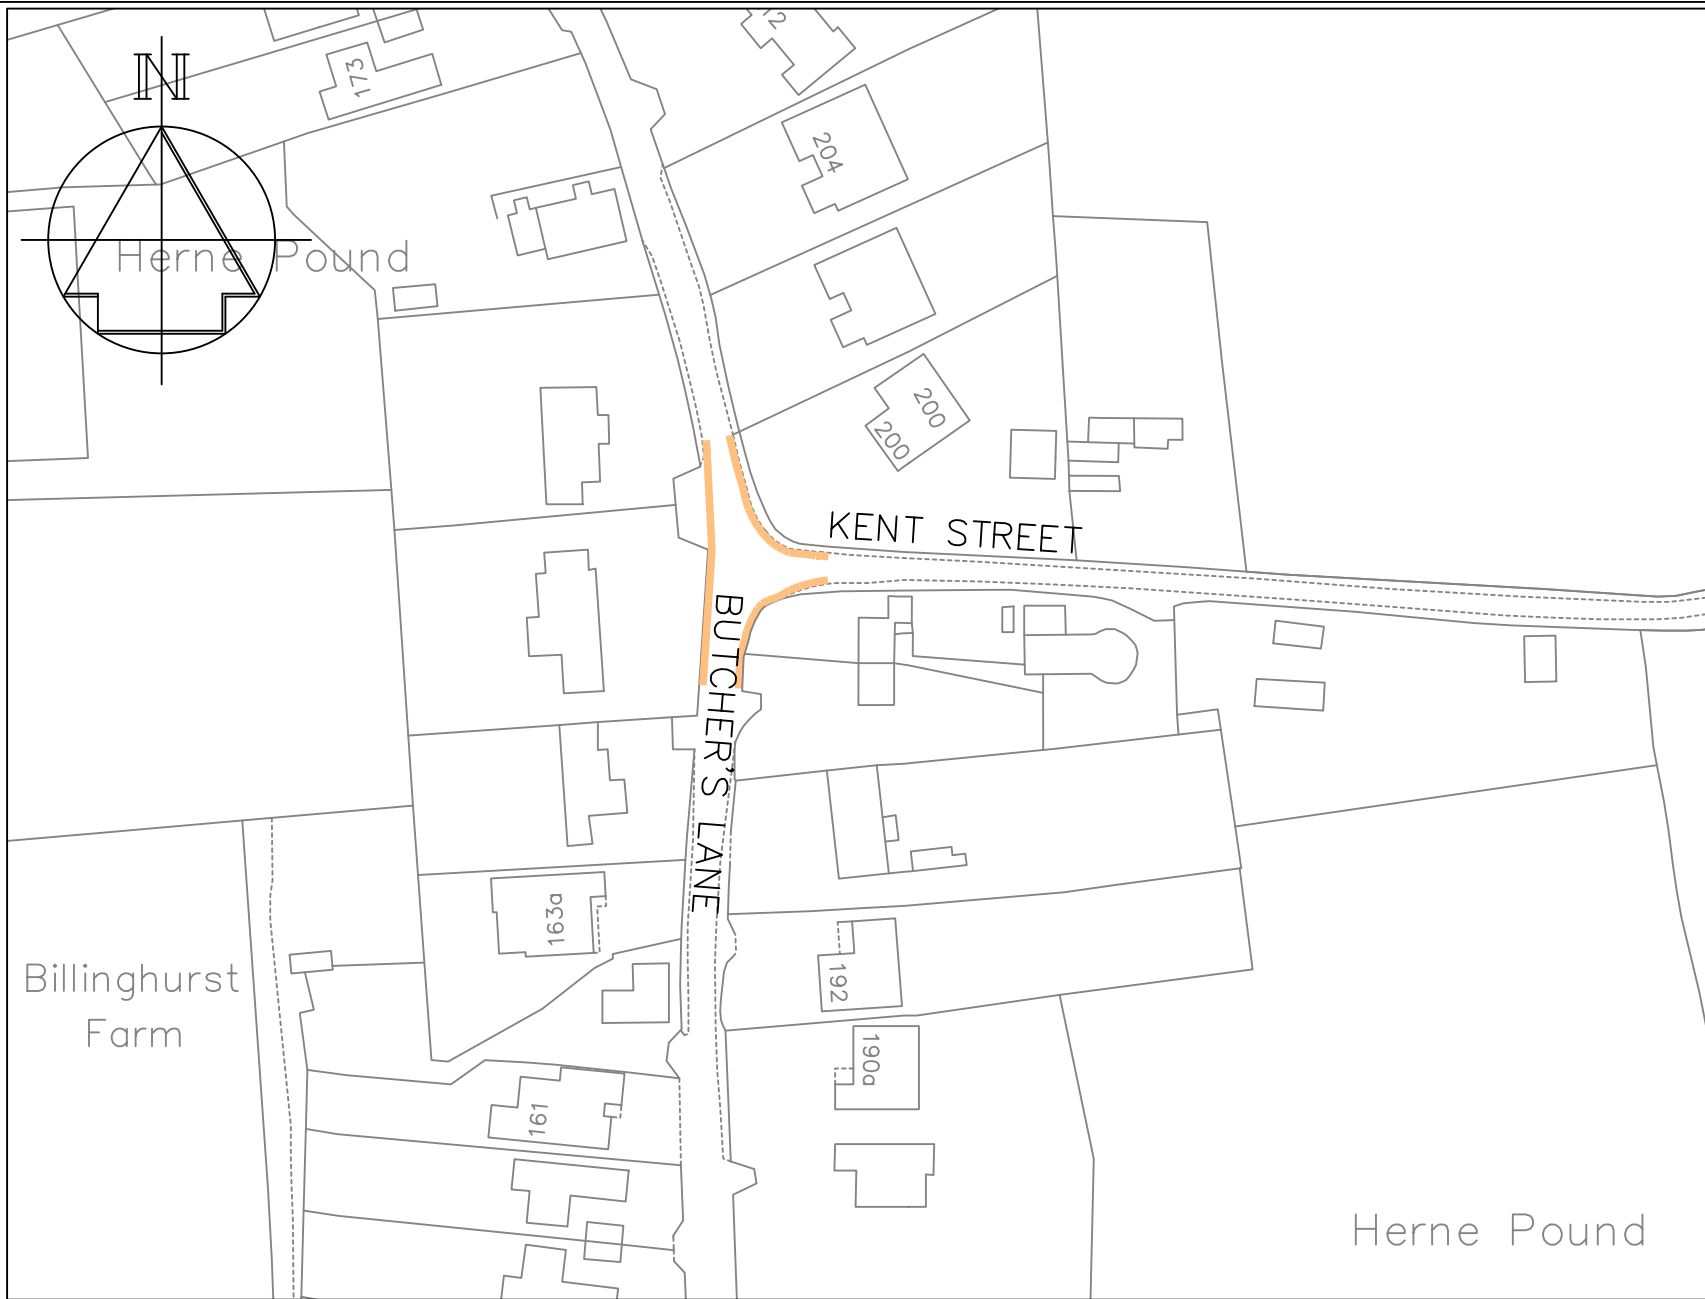 N
173
204
Herne Pound
200
200
KENT STREET
BUTCHER'S LANE
163a
Billinghurst
Farm
192
190a
161
Herne Pound